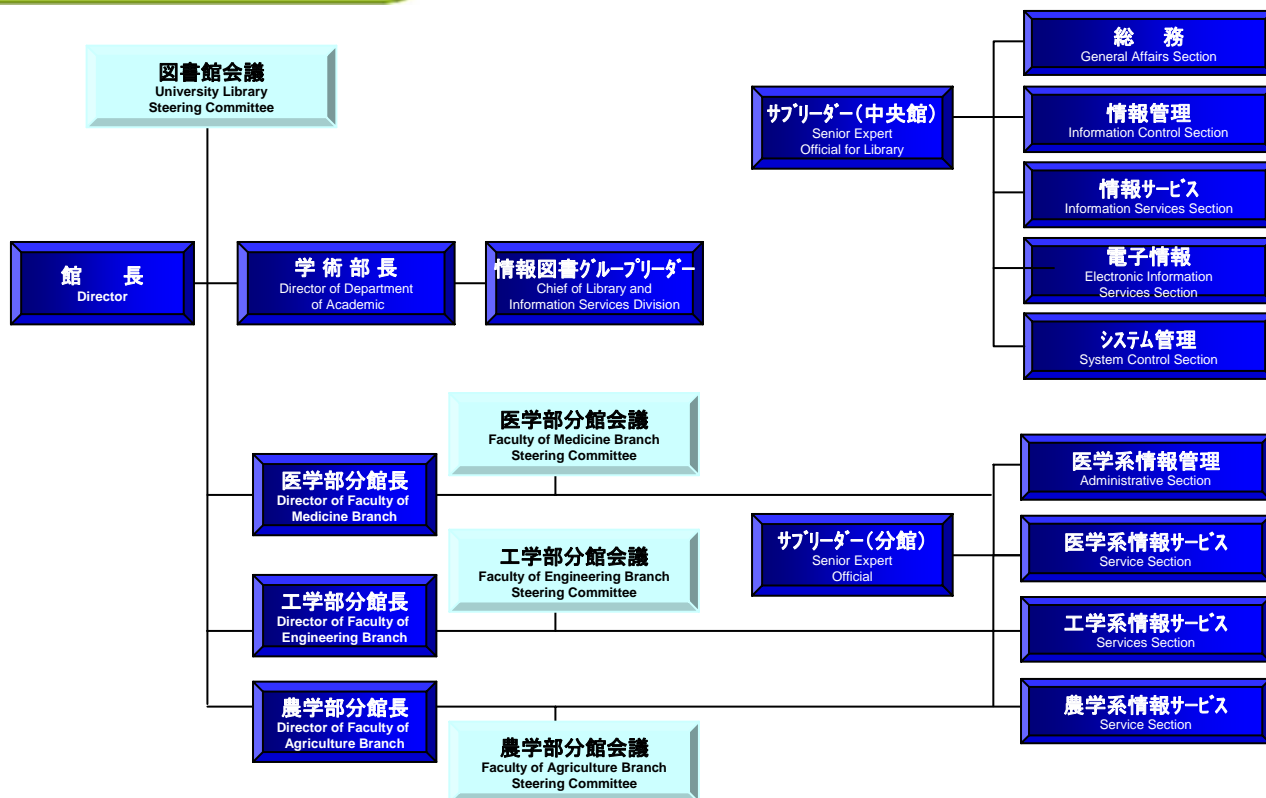 図書館会議
University Library
Steering Committee
館　長
Director
学術部長
Director of Department
of Academic
情報図書ｸﾞﾙｰﾌﾟﾘｰﾀﾞｰ
Chief of Library and
Information Services Division
ｻﾌﾞﾘｰﾀﾞｰ（中央館）
Senior Expert
Official for Library
総　務
General Affairs Section
情報管理
Information Control Section
情報ｻｰﾋﾞｽ
Information Services Section
電子情報
Electronic Information
Services Section
ｼｽﾃﾑ管理
System Control Section
医学部分館会議
Faculty of Medicine Branch
Steering Committee
医学部分館長
Director of Faculty of
Medicine Branch
工学部分館会議
Faculty of Engineering Branch
Steering Committee
工学部分館長
Director of Faculty of
Engineering Branch
農学部分館長
Director of Faculty of
Agriculture Branch
農学部分館会議
Faculty of Agriculture Branch
Steering Committee
ｻﾌﾞﾘｰﾀﾞｰ（分館）
Senior Expert
Official
医学系情報管理
Administrative Section
医学系情報ｻｰﾋﾞｽ
Service Section
工学系情報ｻｰﾋﾞｽ
Services Section
農学系情報ｻｰﾋﾞｽ
Service Section